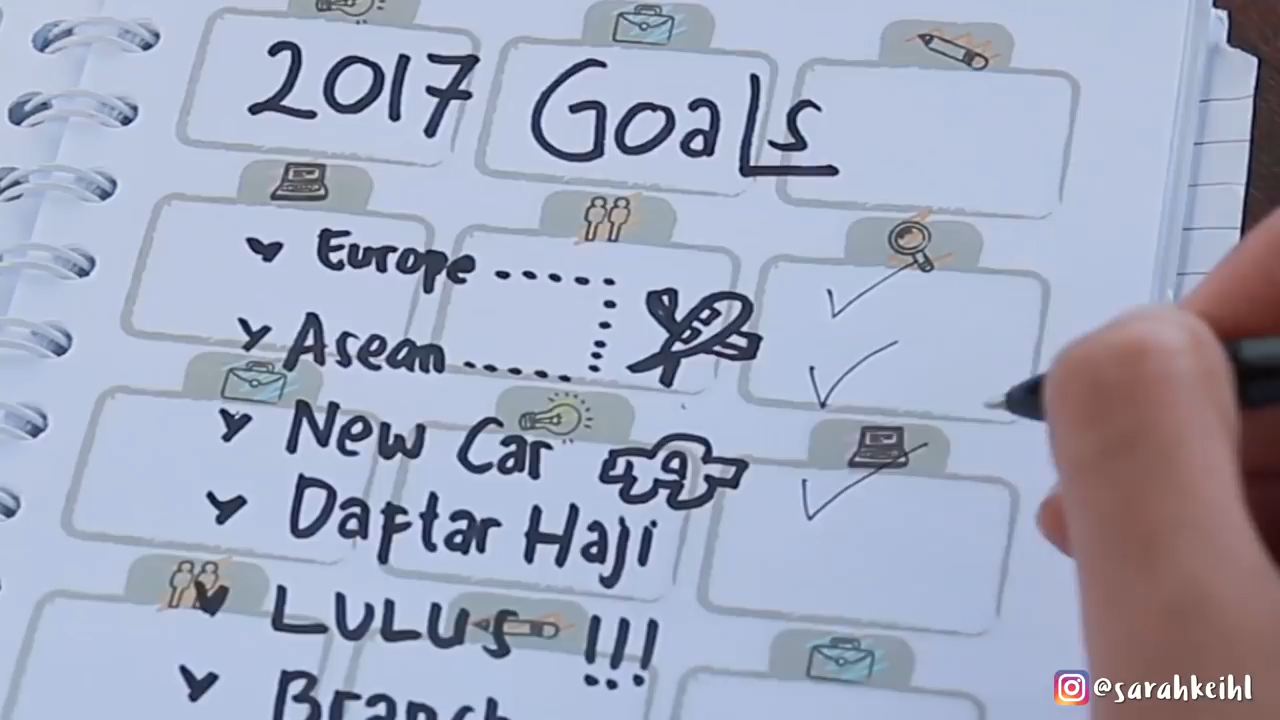 2017 Goals
Europe
Asean
New Car
Daftar Haji
LULUS !!!
@sarahkeihl